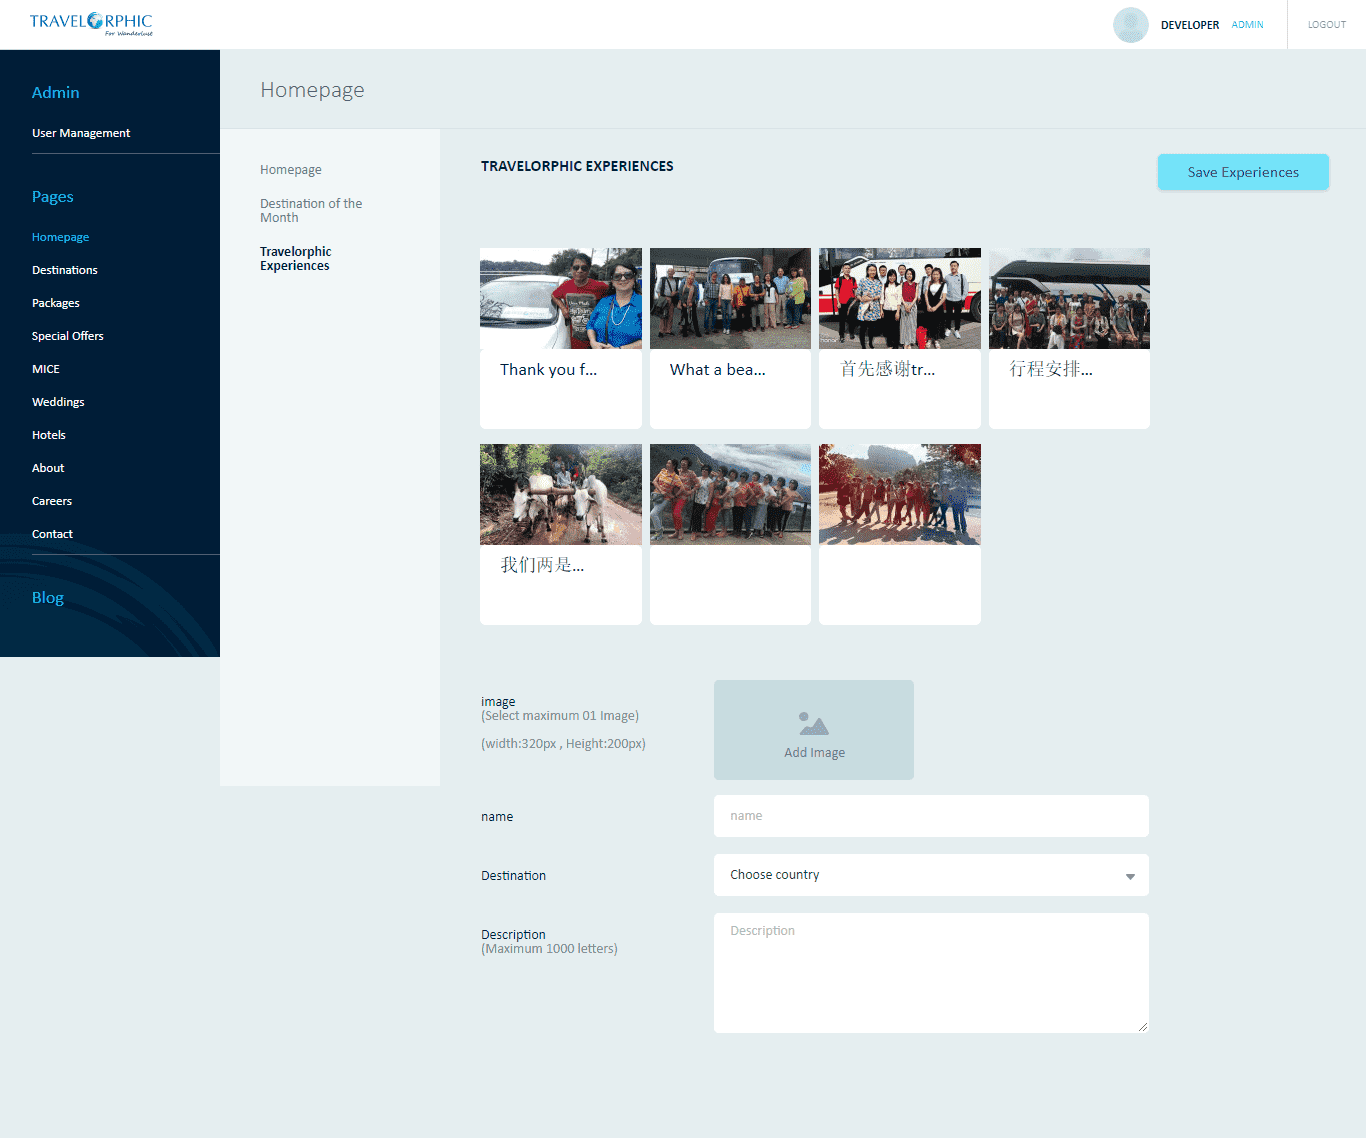 TRAVELORPHIC
For Wanderlust
DEVELOPER ADMIN LOGOUT
Admin
User Management
Pages
Homepage
Destinations
Packages
Special Offers
MICE
Weddings
Hotels
About
Careers
Contact
Blog
Homepage
Homepage
Destination of the
Month
Travelorphic
Experiences
TRAVELORPHIC EXPERIENCES
Save Experiences
Thank you f...
What a bea...
首先感谢tr...
行程安排...
我们两是...
image
(Select maximum 01 Image)
(width:320px , Height:200px)
Add Image
name
name
Destination
Choose country
Description
(Maximum 1000 letters)
Description